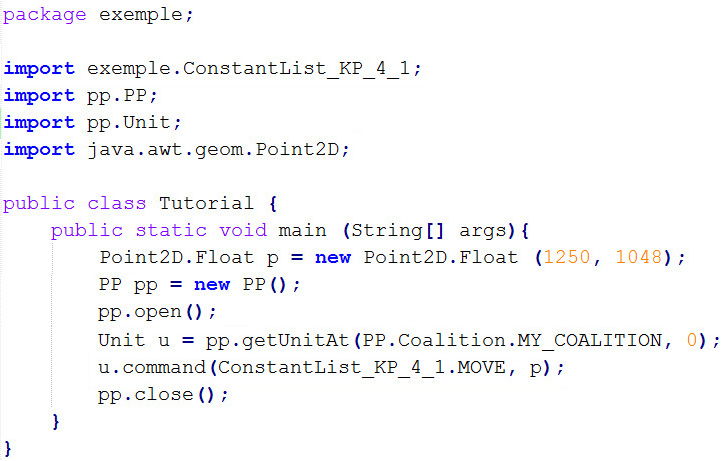 package exemple;
import exemple.ConstantList_KP_4_1;
import pp.PP;
import pp.Unit;
import java.awt.geom.Point2D;
public class Tutorial {
public static void main (String[] args){
Point2D.Float p = new Point2D.Float (1250, 1048);
PP pp = new PP();
pp.open();
Unit u = pp.getUnitAt(PP.Coalition.MY_COALITION, 0);
u.command(ConstantList_KP_4_1.MOVE, p);
pp.close();
}
}